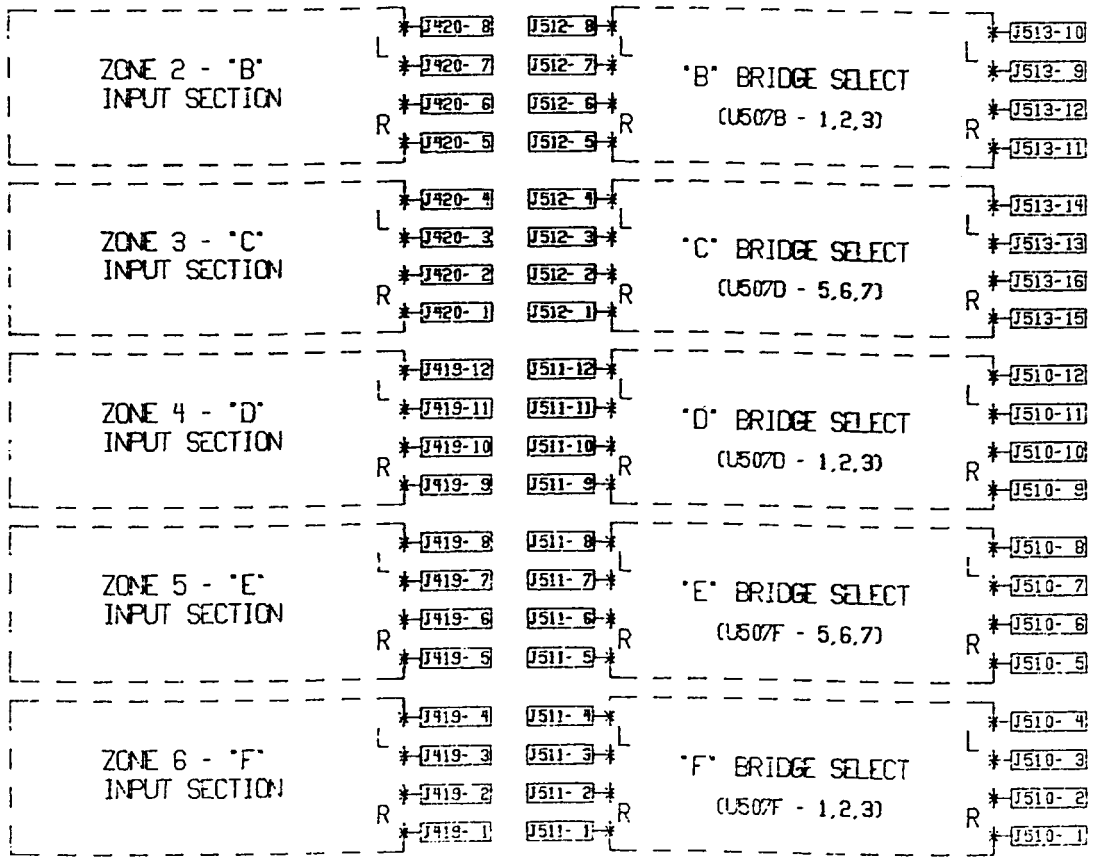 J420- 8 J512- 8 J513-10
L L L
ZONE 2 - "B" J420- 7 J512- 7 "B" BRIDGE SELECT J513- 9
INPUT SECTION J420- 6 J512- 6 (U507B - 1,2,3) J513-12
R R R
J420- 5 J512- 5 J513-11
J420- 4 J512- 4 J513-14
L L L
ZONE 3 - "C" J420- 3 J512- 3 "C" BRIDGE SELECT J513-13
INPUT SECTION J420- 2 J512- 2 (U507D - 5,6,7) J513-16
R R R
J420- 1 J512- 1 J513-15
J419-12 J511-12 J510-12
L L L
ZONE 4 - "D" J419-11 J511-11 "D" BRIDGE SELECT J510-11
INPUT SECTION J419-10 J511-10 (U507D - 1,2,3) J510-10
R R R
J419- 9 J511- 9 J510- 9
J419- 8 J511- 8 J510- 8
L L L
ZONE 5 - "E" J419- 7 J511- 7 "E" BRIDGE SELECT J510- 7
INPUT SECTION J419- 6 J511- 6 (U507F - 5,6,7) J510- 6
R R R
J419- 5 J511- 5 J510- 5
J419- 4 J511- 4 J510- 4
L L L
ZONE 6 - "F" J419- 3 J511- 3 "F" BRIDGE SELECT J510- 3
INPUT SECTION J419- 2 J511- 2 (U507F - 1,2,3) J510- 2
R R R
J419- 1 J511- 1 J510- 1